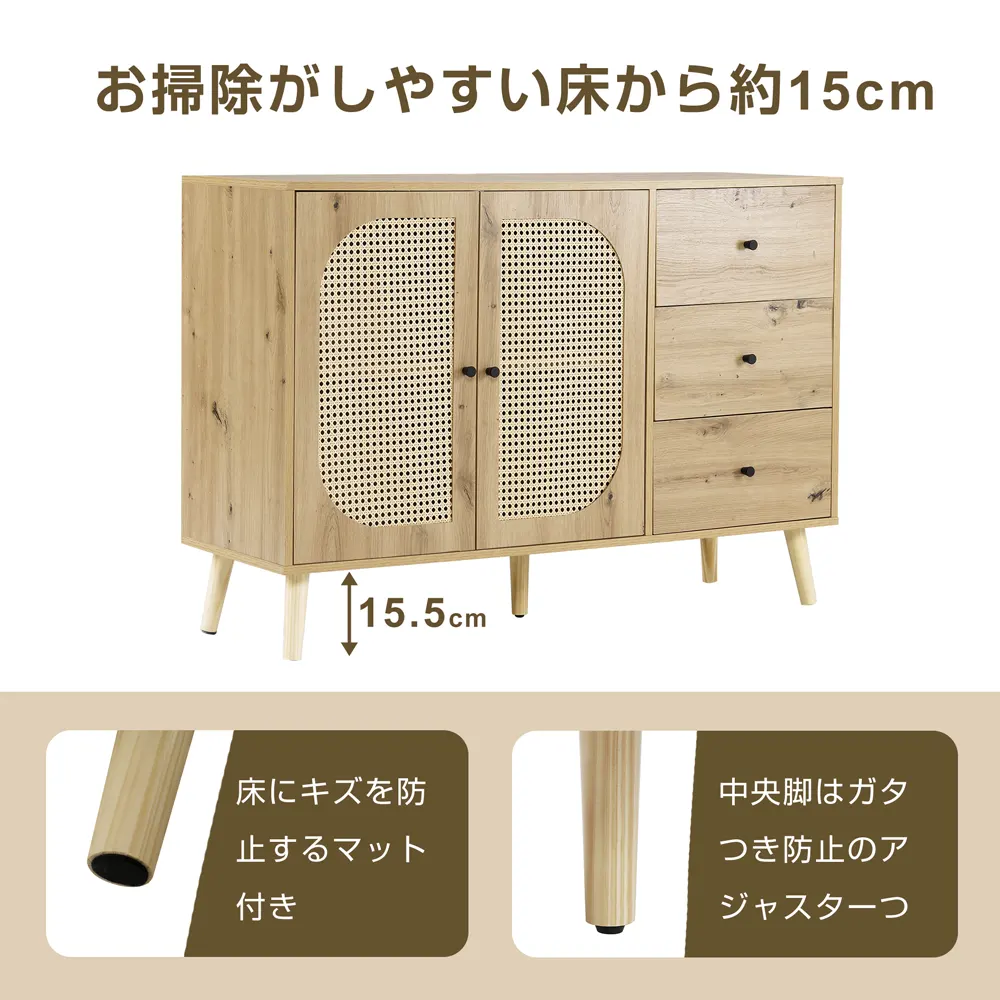 お掃除がしやすい床から約15cm
15.5cm
床にキズを防
止するマット
付き
中央脚はガタ
つき防止のア
ジャスターつ